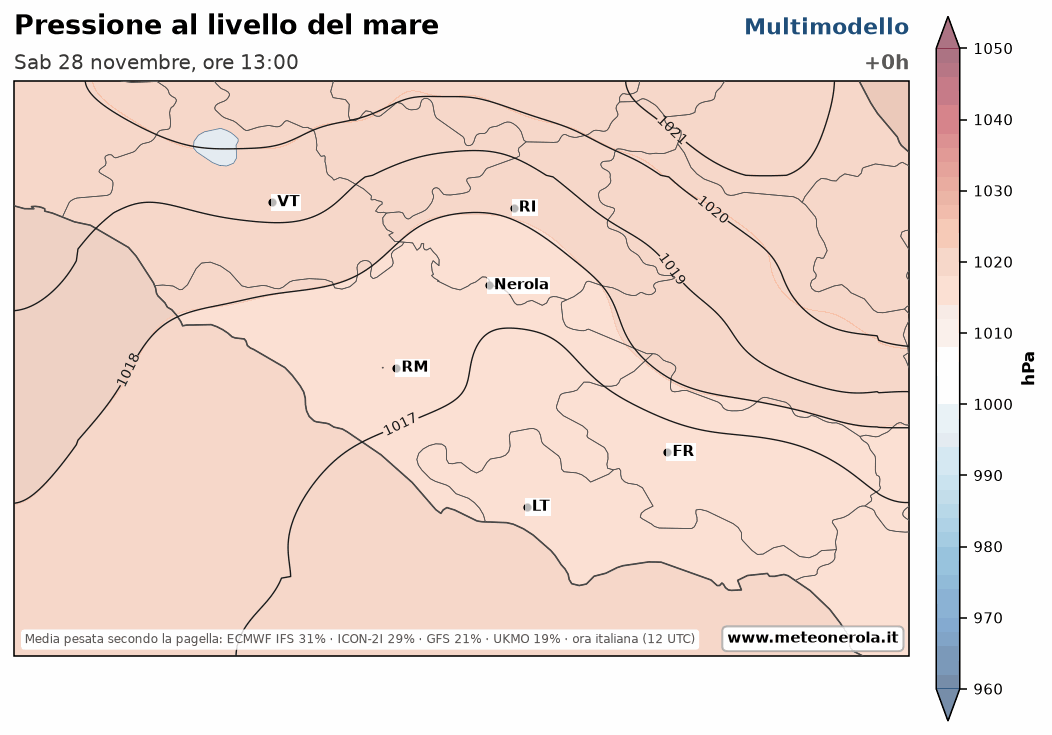 Pressione al livello del mare
Multimodello
Sab 28 novembre, ore 13:00
+0h
1050
1040
1030
1020
1010
1000
990
980
970
960
hPa
1021
VT
RI
1020
1019
Nerola
1018
RM
1017
FR
LT
Media pesata secondo la pagella: ECMWF IFS 31% · ICON-2I 29% · GFS 21% · UKMO 19% · ora italiana (12 UTC)
www.meteonerola.it